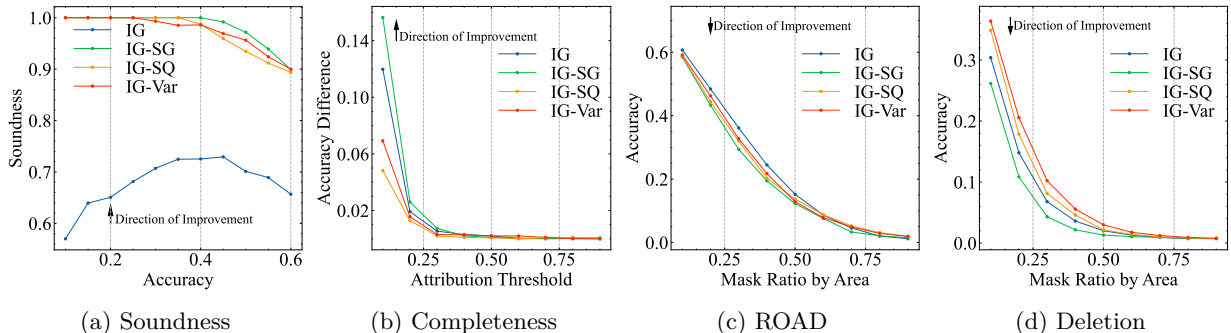 1.0
0.9
0.8
0.7
0.6
Soundness
IG
IG-SG
IG-SQ
IG-Var
Direction of Improvement
0.2
0.4
0.6
Accuracy
(a) Soundness
0.14
0.10
0.06
0.02
Accuracy Difference
Direction of Improvement
IG
IG-SG
IG-SQ
IG-Var
0.25
0.50
0.75
Attribution Threshold
(b) Completeness
0.6
0.4
0.2
0.0
Accuracy
Direction of Improvement
IG
IG-SG
IG-SQ
IG-Var
0.25
0.50
0.75
Mask Ratio by Area
(c) ROAD
0.3
0.2
0.1
0.0
Accuracy
Direction of Improvement
IG
IG-SG
IG-SQ
IG-Var
0.25
0.50
0.75
Mask Ratio by Area
(d) Deletion